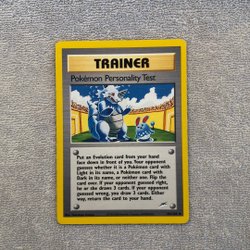 TRAINER
Pokémon Personality Test
Put an Evolution card from your hand
face down in front of you. Your opponent
guesses whether it is a Pokémon card with
Light in its name, a Pokémon card with
Dark in its name, or neither one. Flip the
card over. If your opponent guessed right,
he or she draws 3 cards. If your opponent
guessed wrong, you draw 3 cards. Either
way, return the card to your hand.